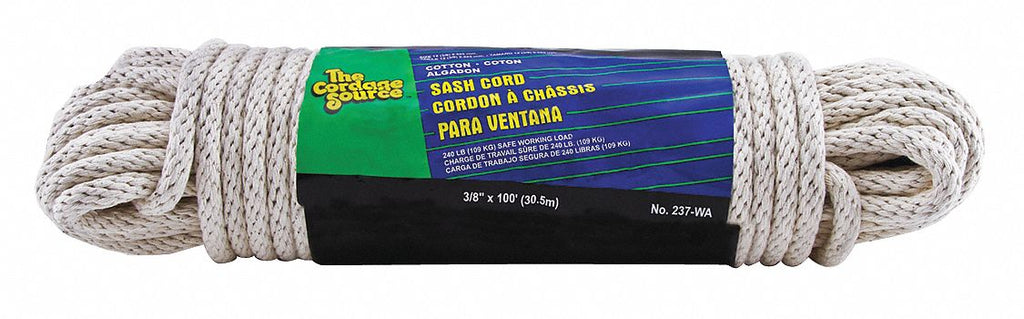 The
Cordage
Source
COTTON - COTON
ALGADON
SASH CORD
CORDON À CHÂSSIS
PARA VENTANA
240 LB (109 KG) SAFE WORKING LOAD
CHARGE DE TRAVAIL SÛRE DE 240 LB. (109 KG)
CARGA DE TRABAJO SEGURA DE 240 LIBRAS (109 KG)
3/8" x 100' (30.5m)
No. 237-WA